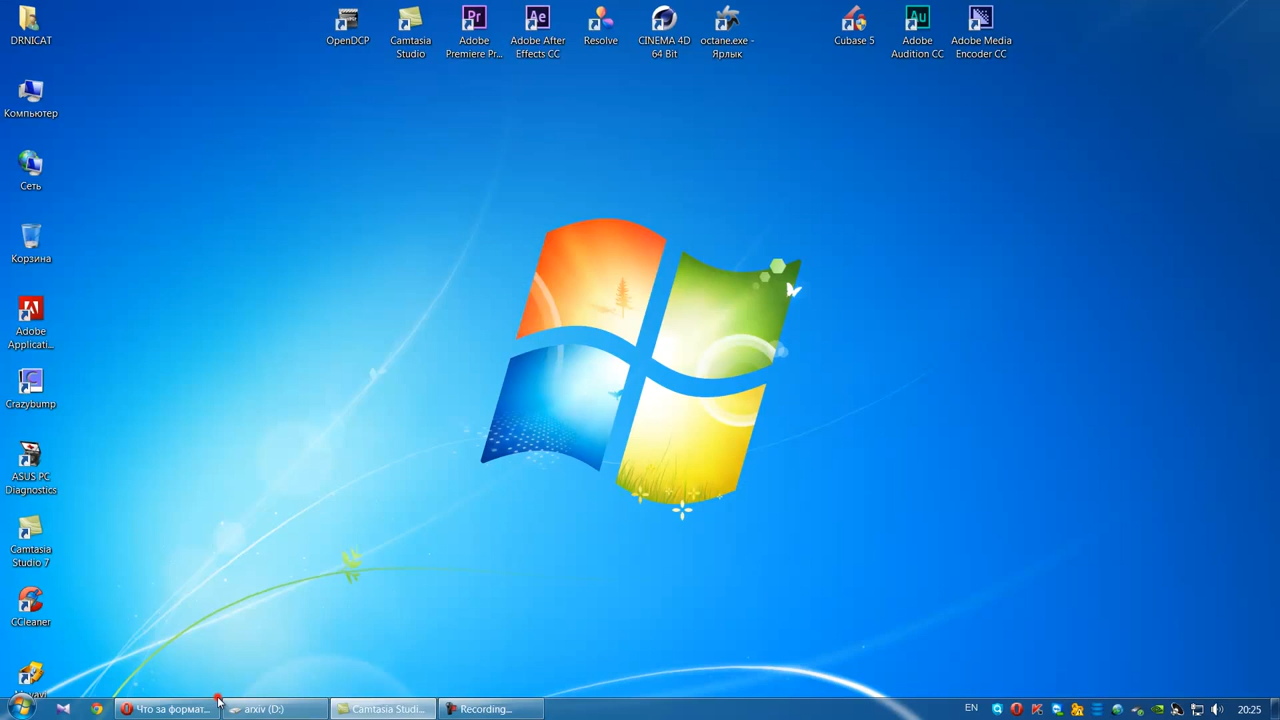 DRNICAT
OpenDCP
Camtasia
Studio
Adobe
Premiere Pr...
Adobe After
Effects CC
Resolve
CINEMA 4D
64 Bit
octane.exe -
Ярлык
Cubase 5
Adobe
Audition CC
Adobe Media
Encoder CC
Компьютер
Сеть
Корзина
Adobe
Applicati...
Crazybump
ASUS PC
Diagnostics
Camtasia
Studio 7
CCleaner
Что за формат...
arxiv (D:)
Camtasia Studi...
Recording...
EN
20:25